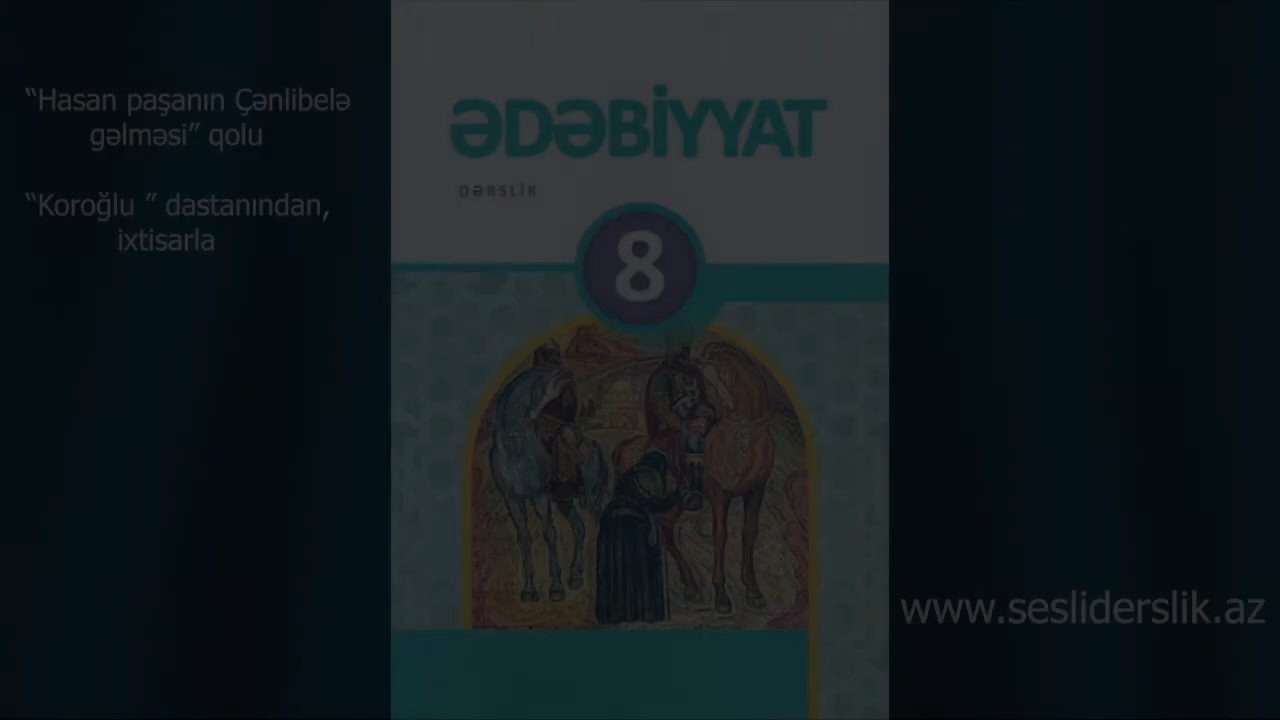 “Hasan paşanın Çənlibelə
gəlməsi” qolu
“Koroğlu ” dastanından,
ixtisarla
ƏDƏBİYYAT
DƏRSLİK
8
www.sesliderslik.az